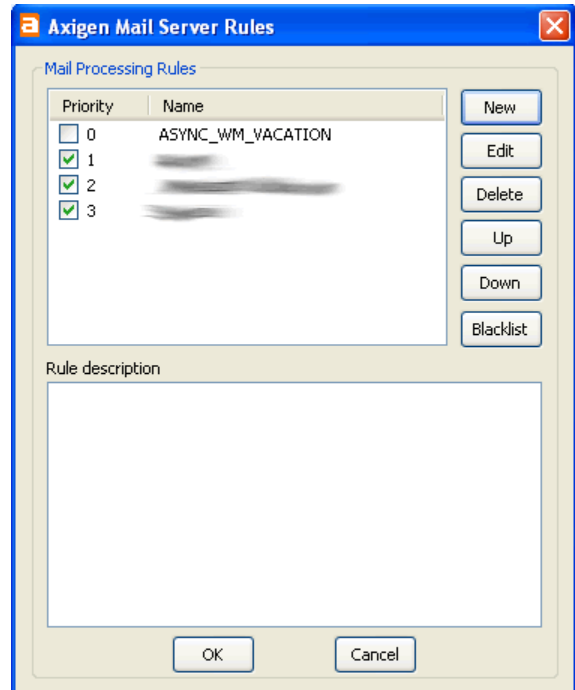 a Axigen Mail Server Rules
Mail Processing Rules
Priority Name
0 ASYNC_WM_VACATION
1
2
3
New
Edit
Delete
Up
Down
Blacklist
Rule description
OK Cancel